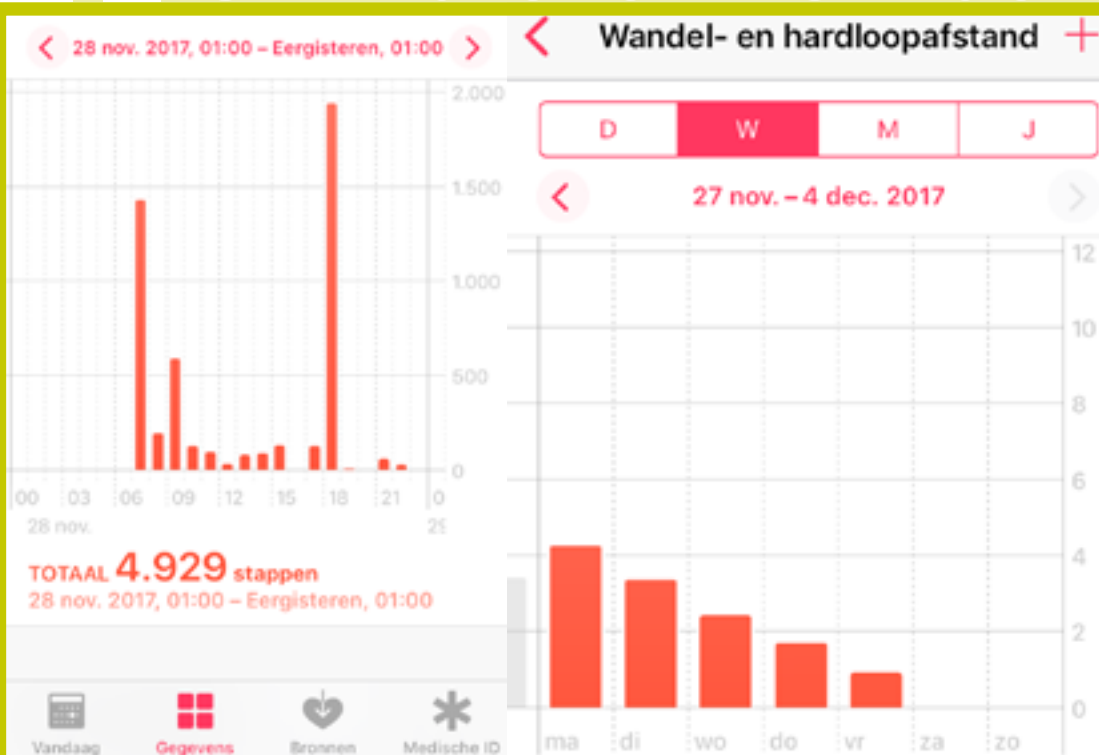 28 nov. 2017, 01:00 – Eergisteren, 01:00
2.000
1.500
1.000
500
0
00 03 06 09 12 15 18 21 0
28 nov. 29
TOTAAL 4.929 stappen
28 nov. 2017, 01:00 – Eergisteren, 01:00
Vandaag Gegevens Bronnen Medische ID
Wandel- en hardloopafstand
D W M J
27 nov. – 4 dec. 2017
12
10
8
6
4
2
0
ma di wo do vr za zo